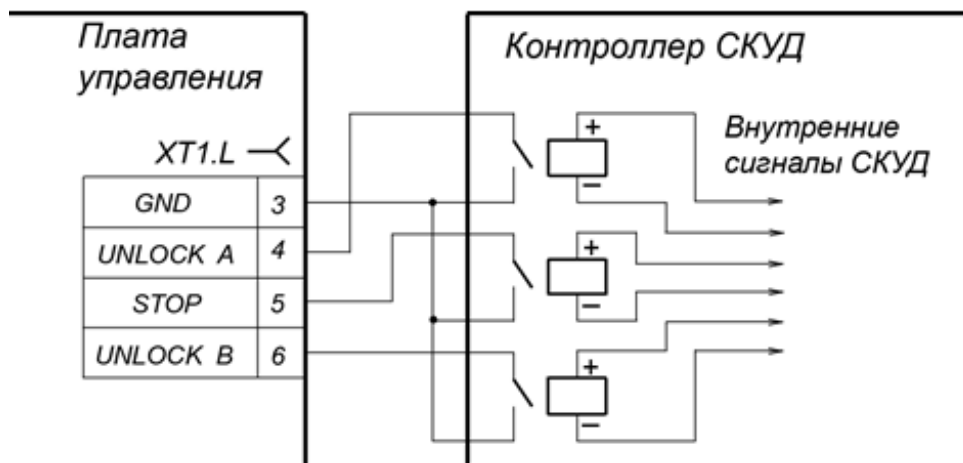 Плата
управления
Контроллер СКУД
XT1.L
GND 3
UNLOCK A 4
STOP 5
UNLOCK B 6
+
−
+
−
+
−
Внутренние
сигналы СКУД